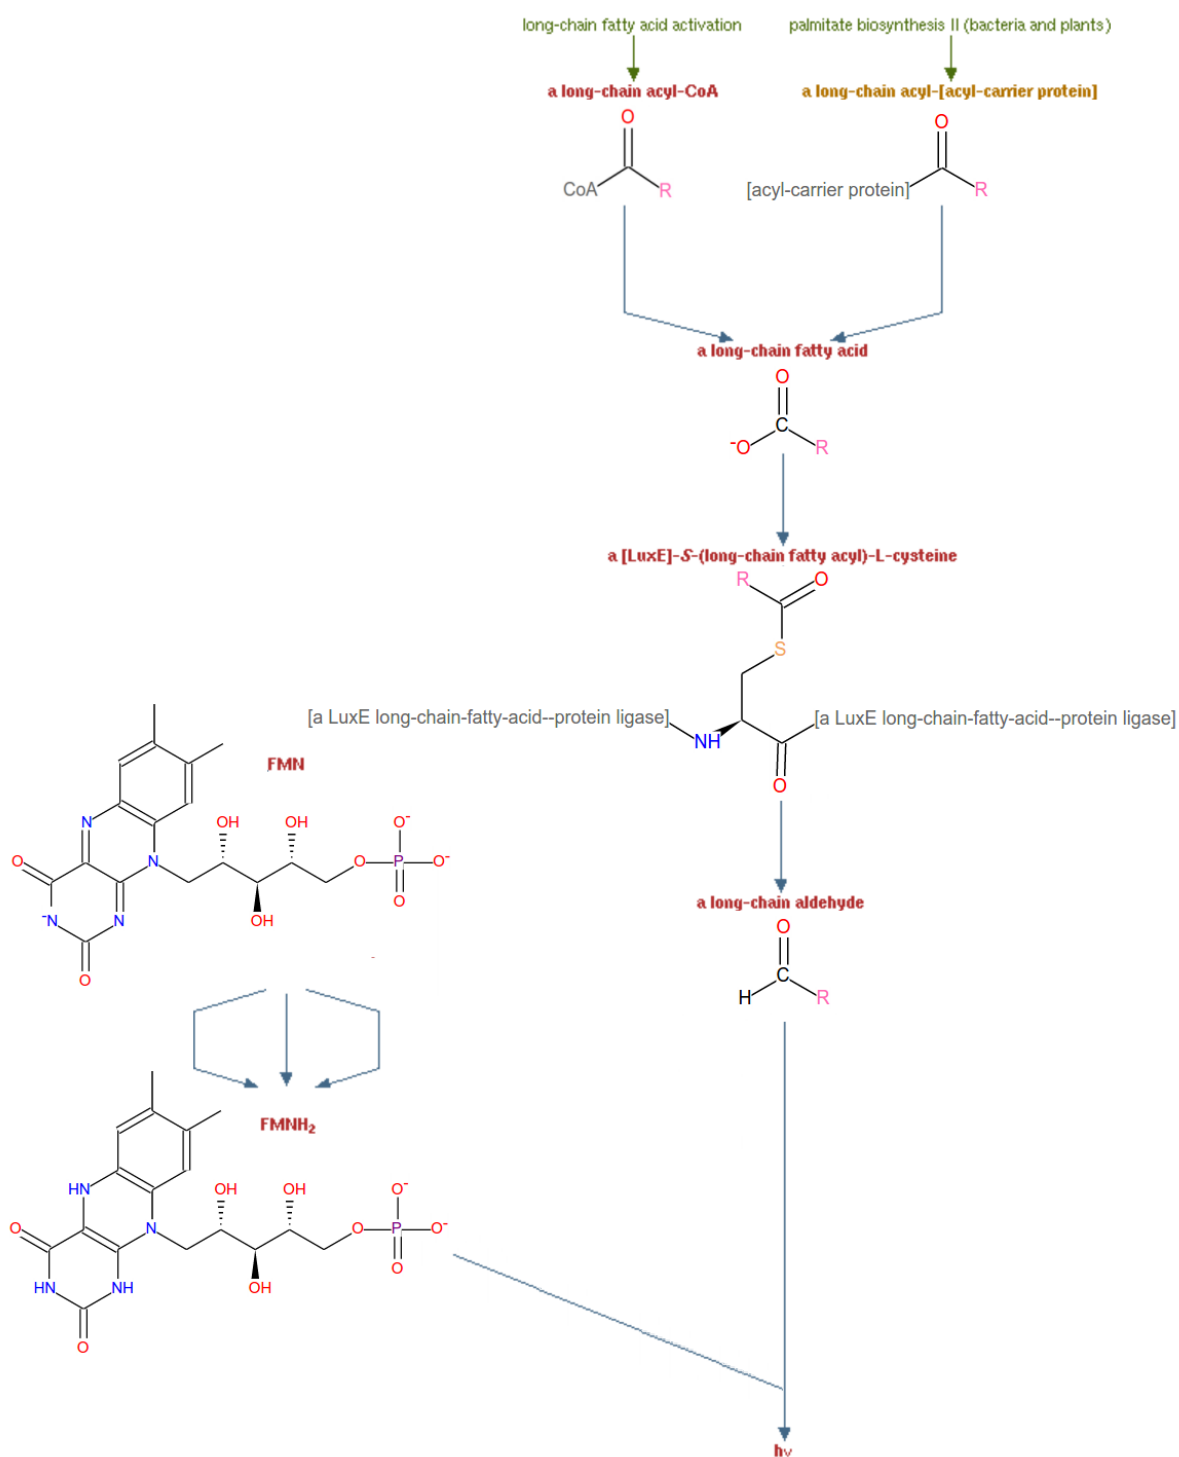 long-chain fatty acid activation
palmitate biosynthesis II (bacteria and plants)
a long-chain acyl-CoA
a long-chain acyl-[acyl-carrier protein]
O
O
CoA
R
[acyl-carrier protein]
R
a long-chain fatty acid
O
C
-O
R
a [LuxE]-S-(long-chain fatty acyl)-L-cysteine
R
O
S
[a LuxE long-chain-fatty-acid--protein ligase]
[a LuxE long-chain-fatty-acid--protein ligase]
NH
O
FMN
N
OH
OH
O-
O
N
O
P
O-
-N
N
OH
O
O
a long-chain aldehyde
O
C
H
R
FMNH2
HN
OH
OH
O-
O
N
O
P
O-
HN
NH
OH
O
O
hν